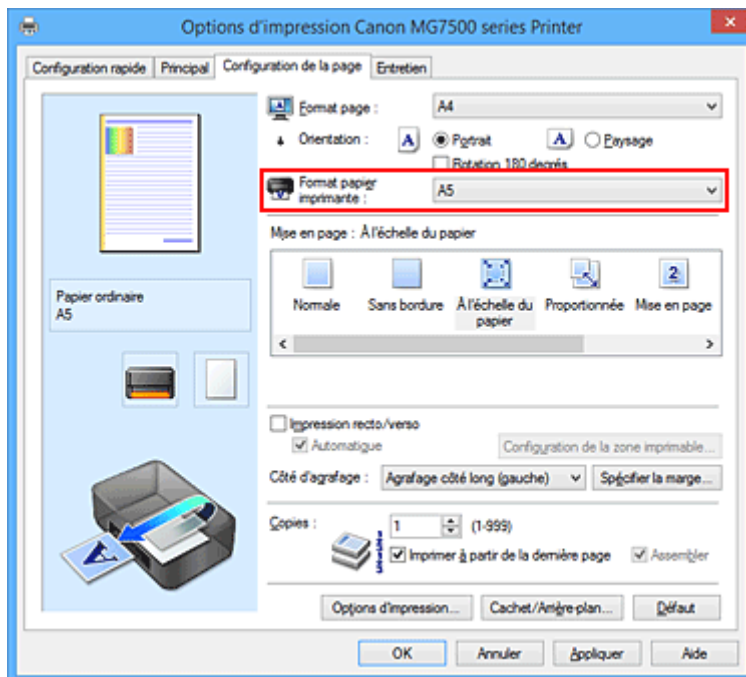 Options d'impression Canon MG7500 series Printer
Configuration rapide Principal Configuration de la page Entretien
Format page : A4
Orientation : A Portrait A Paysage
Rotation 180 degrés
Format papier imprimante : A5
Mise en page : À l'échelle du papier
Normale Sans bordure À l'échelle du papier Proportionnée Mise en page
Papier ordinaire
A5
Impression recto/verso
Automatique Configuration de la zone imprimable...
Côté d'agrafage : Agrafage côté long (gauche) Spécifier la marge...
Copies : 1 (1-999)
Imprimer à partir de la dernière page Assembler
Options d'impression... Cachet/Arrière-plan... Défaut
OK Annuler Appliquer Aide